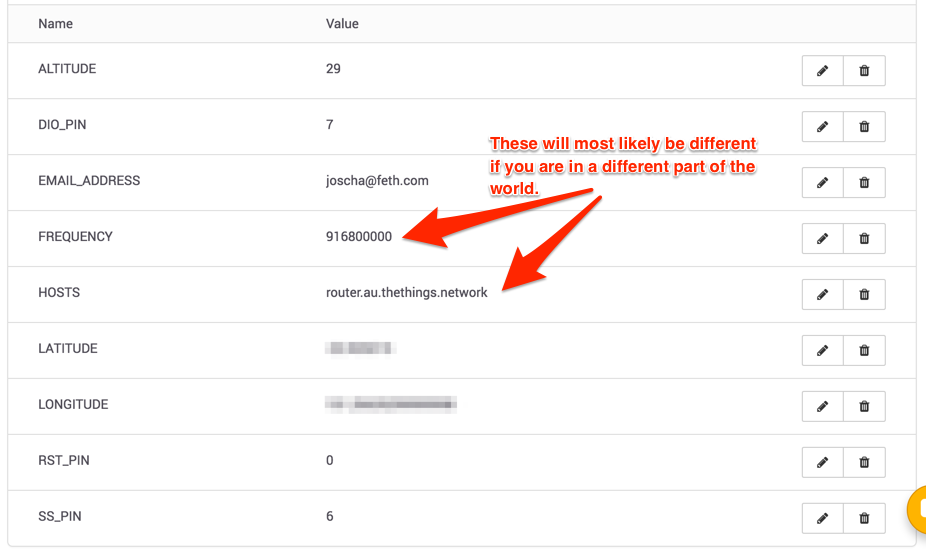 Name Value
ALTITUDE 29
DIO_PIN 7
These will most likely be different
if you are in a different part of the
world.
EMAIL_ADDRESS joscha@feth.com
FREQUENCY 916800000
HOSTS router.au.thethings.network
LATITUDE
LONGITUDE
RST_PIN 0
SS_PIN 6